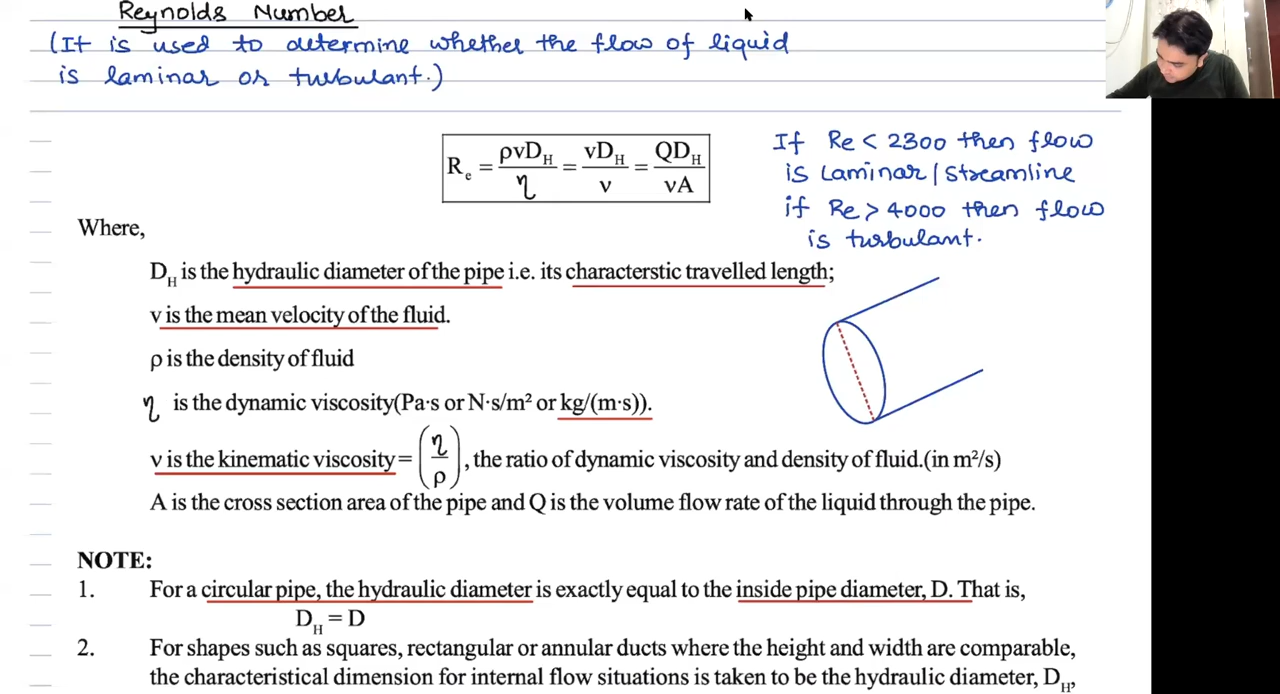 Reynolds Number
(It is used to determine whether the flow of liquid
is laminar or turbulant.)
R_e = ρvD_H / η = vD_H / ν = QD_H / νA
If Re < 2300 then flow
is Laminar / Streamline
if Re > 4000 then flow
is turbulant.
Where,
D_H is the hydraulic diameter of the pipe i.e. its characterstic travelled length;
v is the mean velocity of the fluid.
ρ is the density of fluid
η is the dynamic viscosity(Pa·s or N·s/m² or kg/(m·s)).
ν is the kinematic viscosity = (η/ρ), the ratio of dynamic viscosity and density of fluid.(in m²/s)
A is the cross section area of the pipe and Q is the volume flow rate of the liquid through the pipe.
NOTE:
1. For a circular pipe, the hydraulic diameter is exactly equal to the inside pipe diameter, D. That is,
D_H = D
2. For shapes such as squares, rectangular or annular ducts where the height and width are comparable,
the characteristical dimension for internal flow situations is taken to be the hydraulic diameter, D_H,